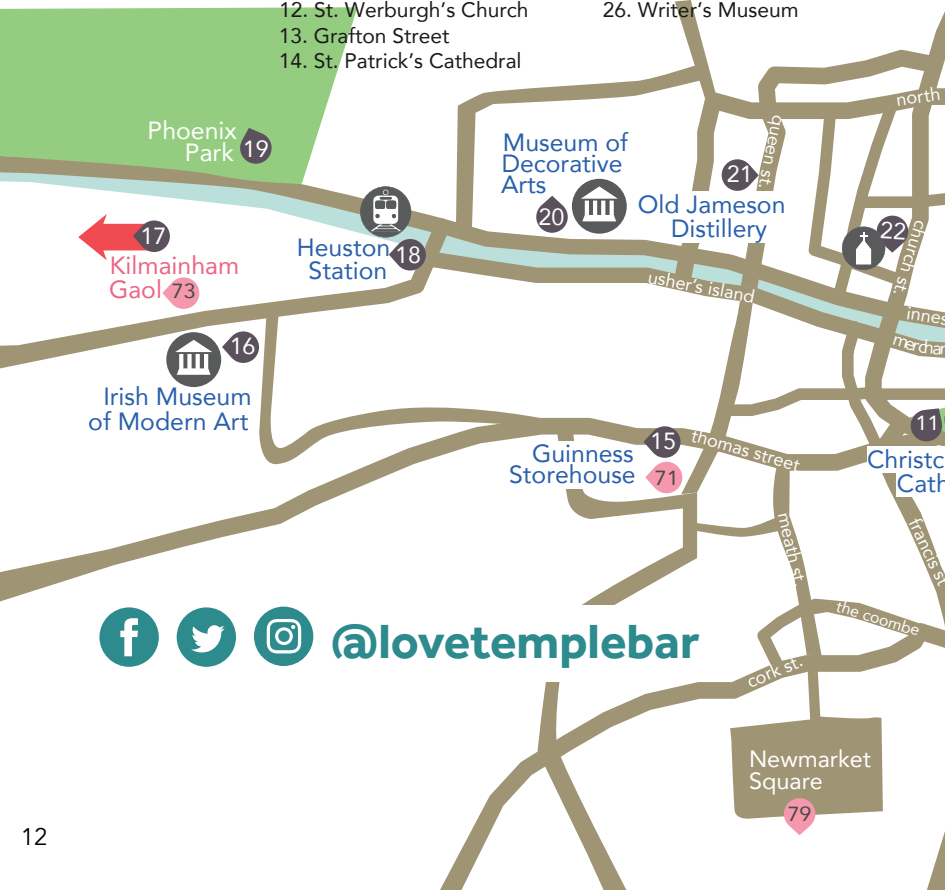 12. St. Werburgh's Church
13. Grafton Street
14. St. Patrick's Cathedral
26. Writer's Museum
north
Phoenix
Park
19
Museum of
Decorative
Arts
20
queen st.
21
Old Jameson
Distillery
17
Kilmainham
Gaol
73
Heuston
Station
18
22
church st.
usher's island
innes
merchan
16
Irish Museum
of Modern Art
11
Christc
Cath
Guinness
Storehouse
15
71
thomas street
meath st.
francis st
the coombe
cork st.
@lovetemplebar
Newmarket
Square
79
12